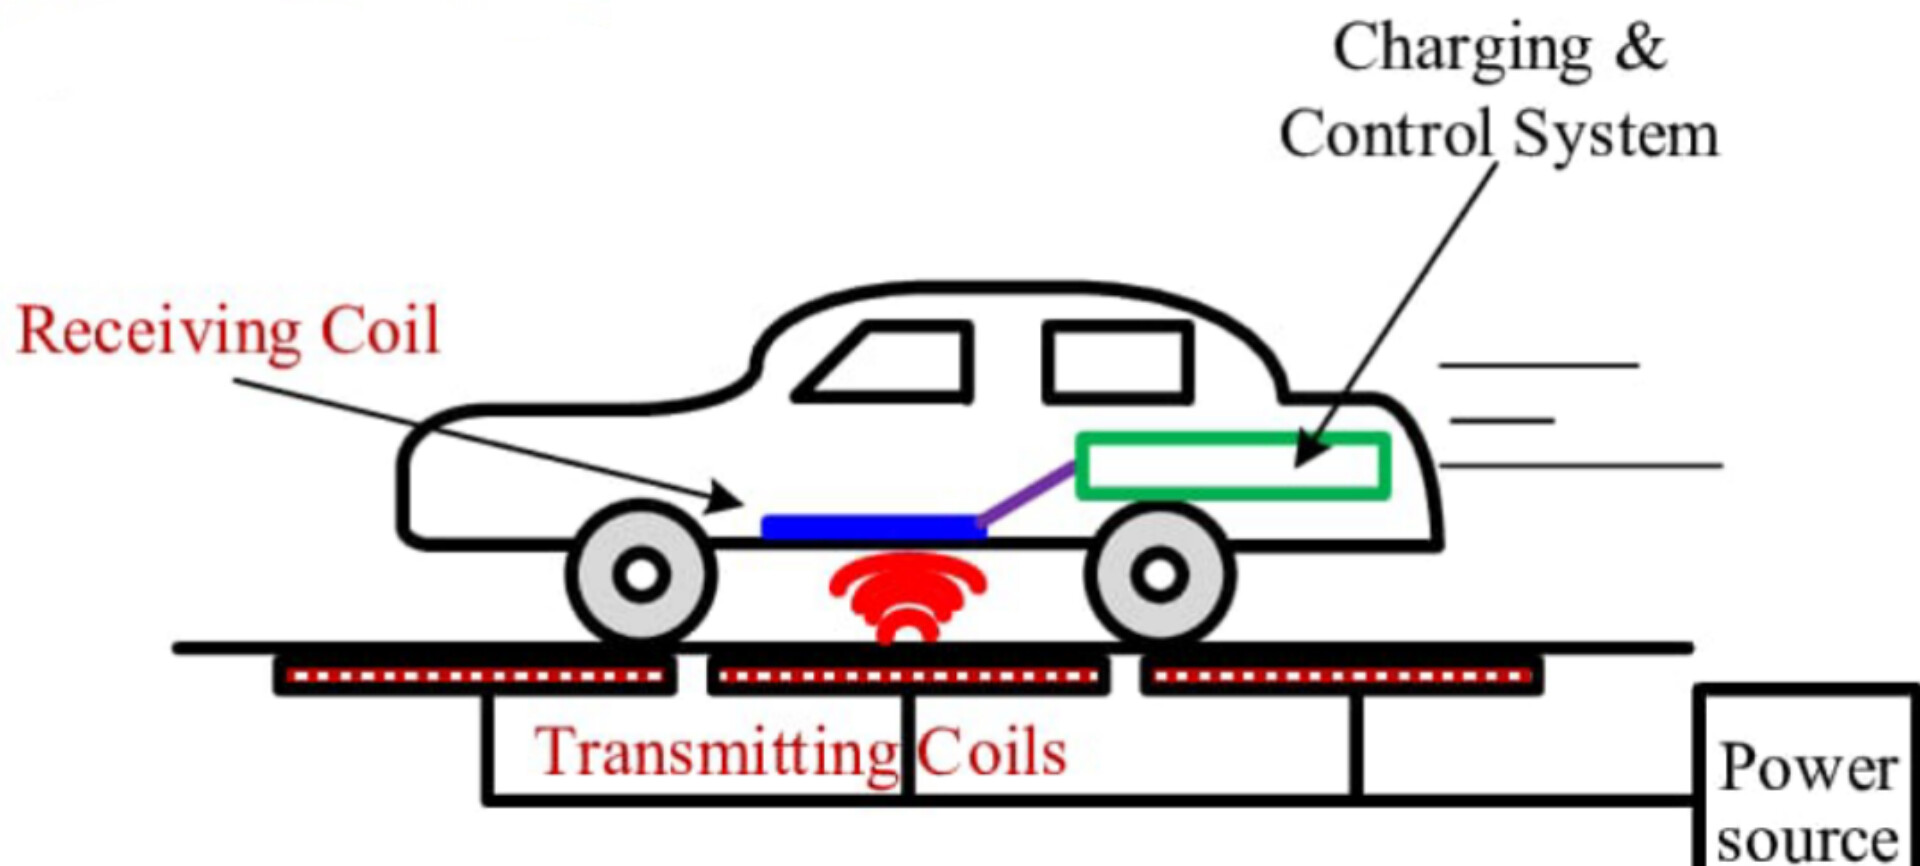 Charging &
Control System
Receiving Coil
Transmitting Coils
Power
source